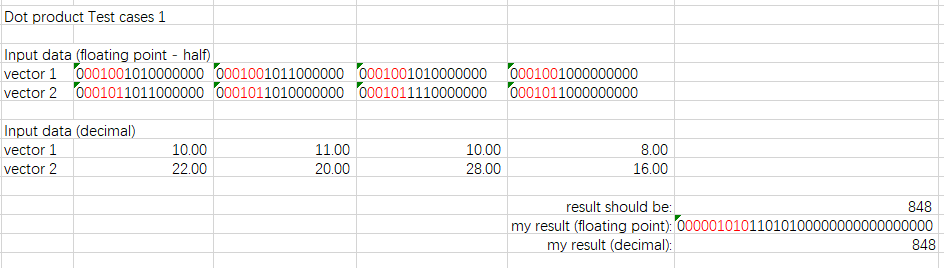 Dot product Test cases 1
Input data (floating point - half)
vector 1 0001001010000000 0001001011000000 0001001010000000 0001001000000000
vector 2 0001011011000000 0001011010000000 0001011110000000 0001011000000000
Input data (decimal)
vector 1 10.00 11.00 10.00 8.00
vector 2 22.00 20.00 28.00 16.00
result should be: 848
my result (floating point): 00000101011010100000000000000000
my result (decimal): 848